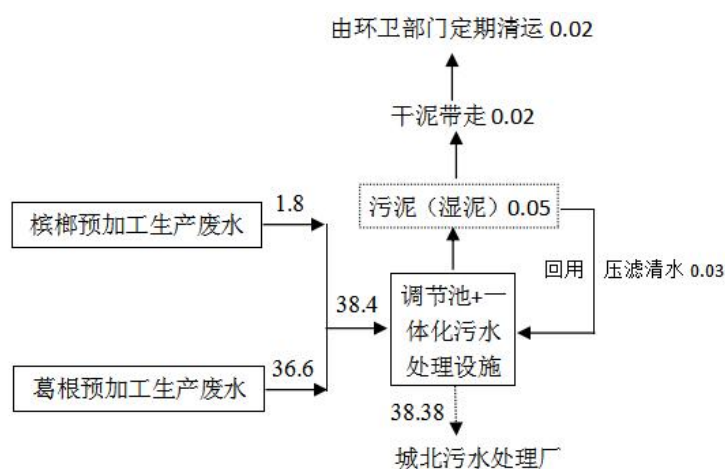 由环卫部门定期清运 0.02
干泥带走 0.02
污泥（湿泥）0.05
1.8
槟榔预加工生产废水
回用
压滤清水 0.03
38.4
调节池+一
体化污水
处理设施
36.6
葛根预加工生产废水
38.38
城北污水处理厂